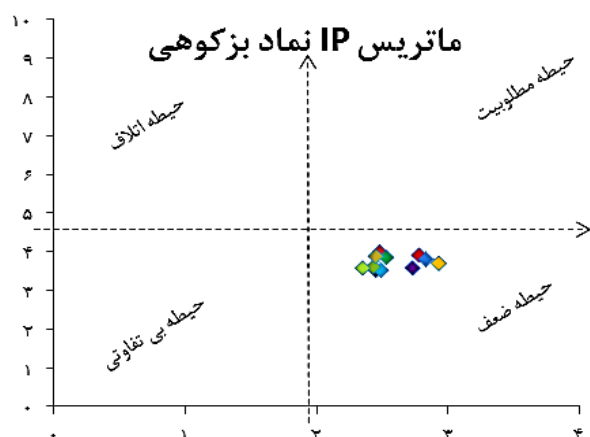 ماتریس IP نماد بزکوهی
۱۰
حیطه مطلوبیت
۹
۸
حیطه اتلاف
۷
۶
۵
۴
۳
حیطه ضعف
حیطه بی تفاوتی
۲
۱
۰
۰ ۱ ۲ ۳ ۴